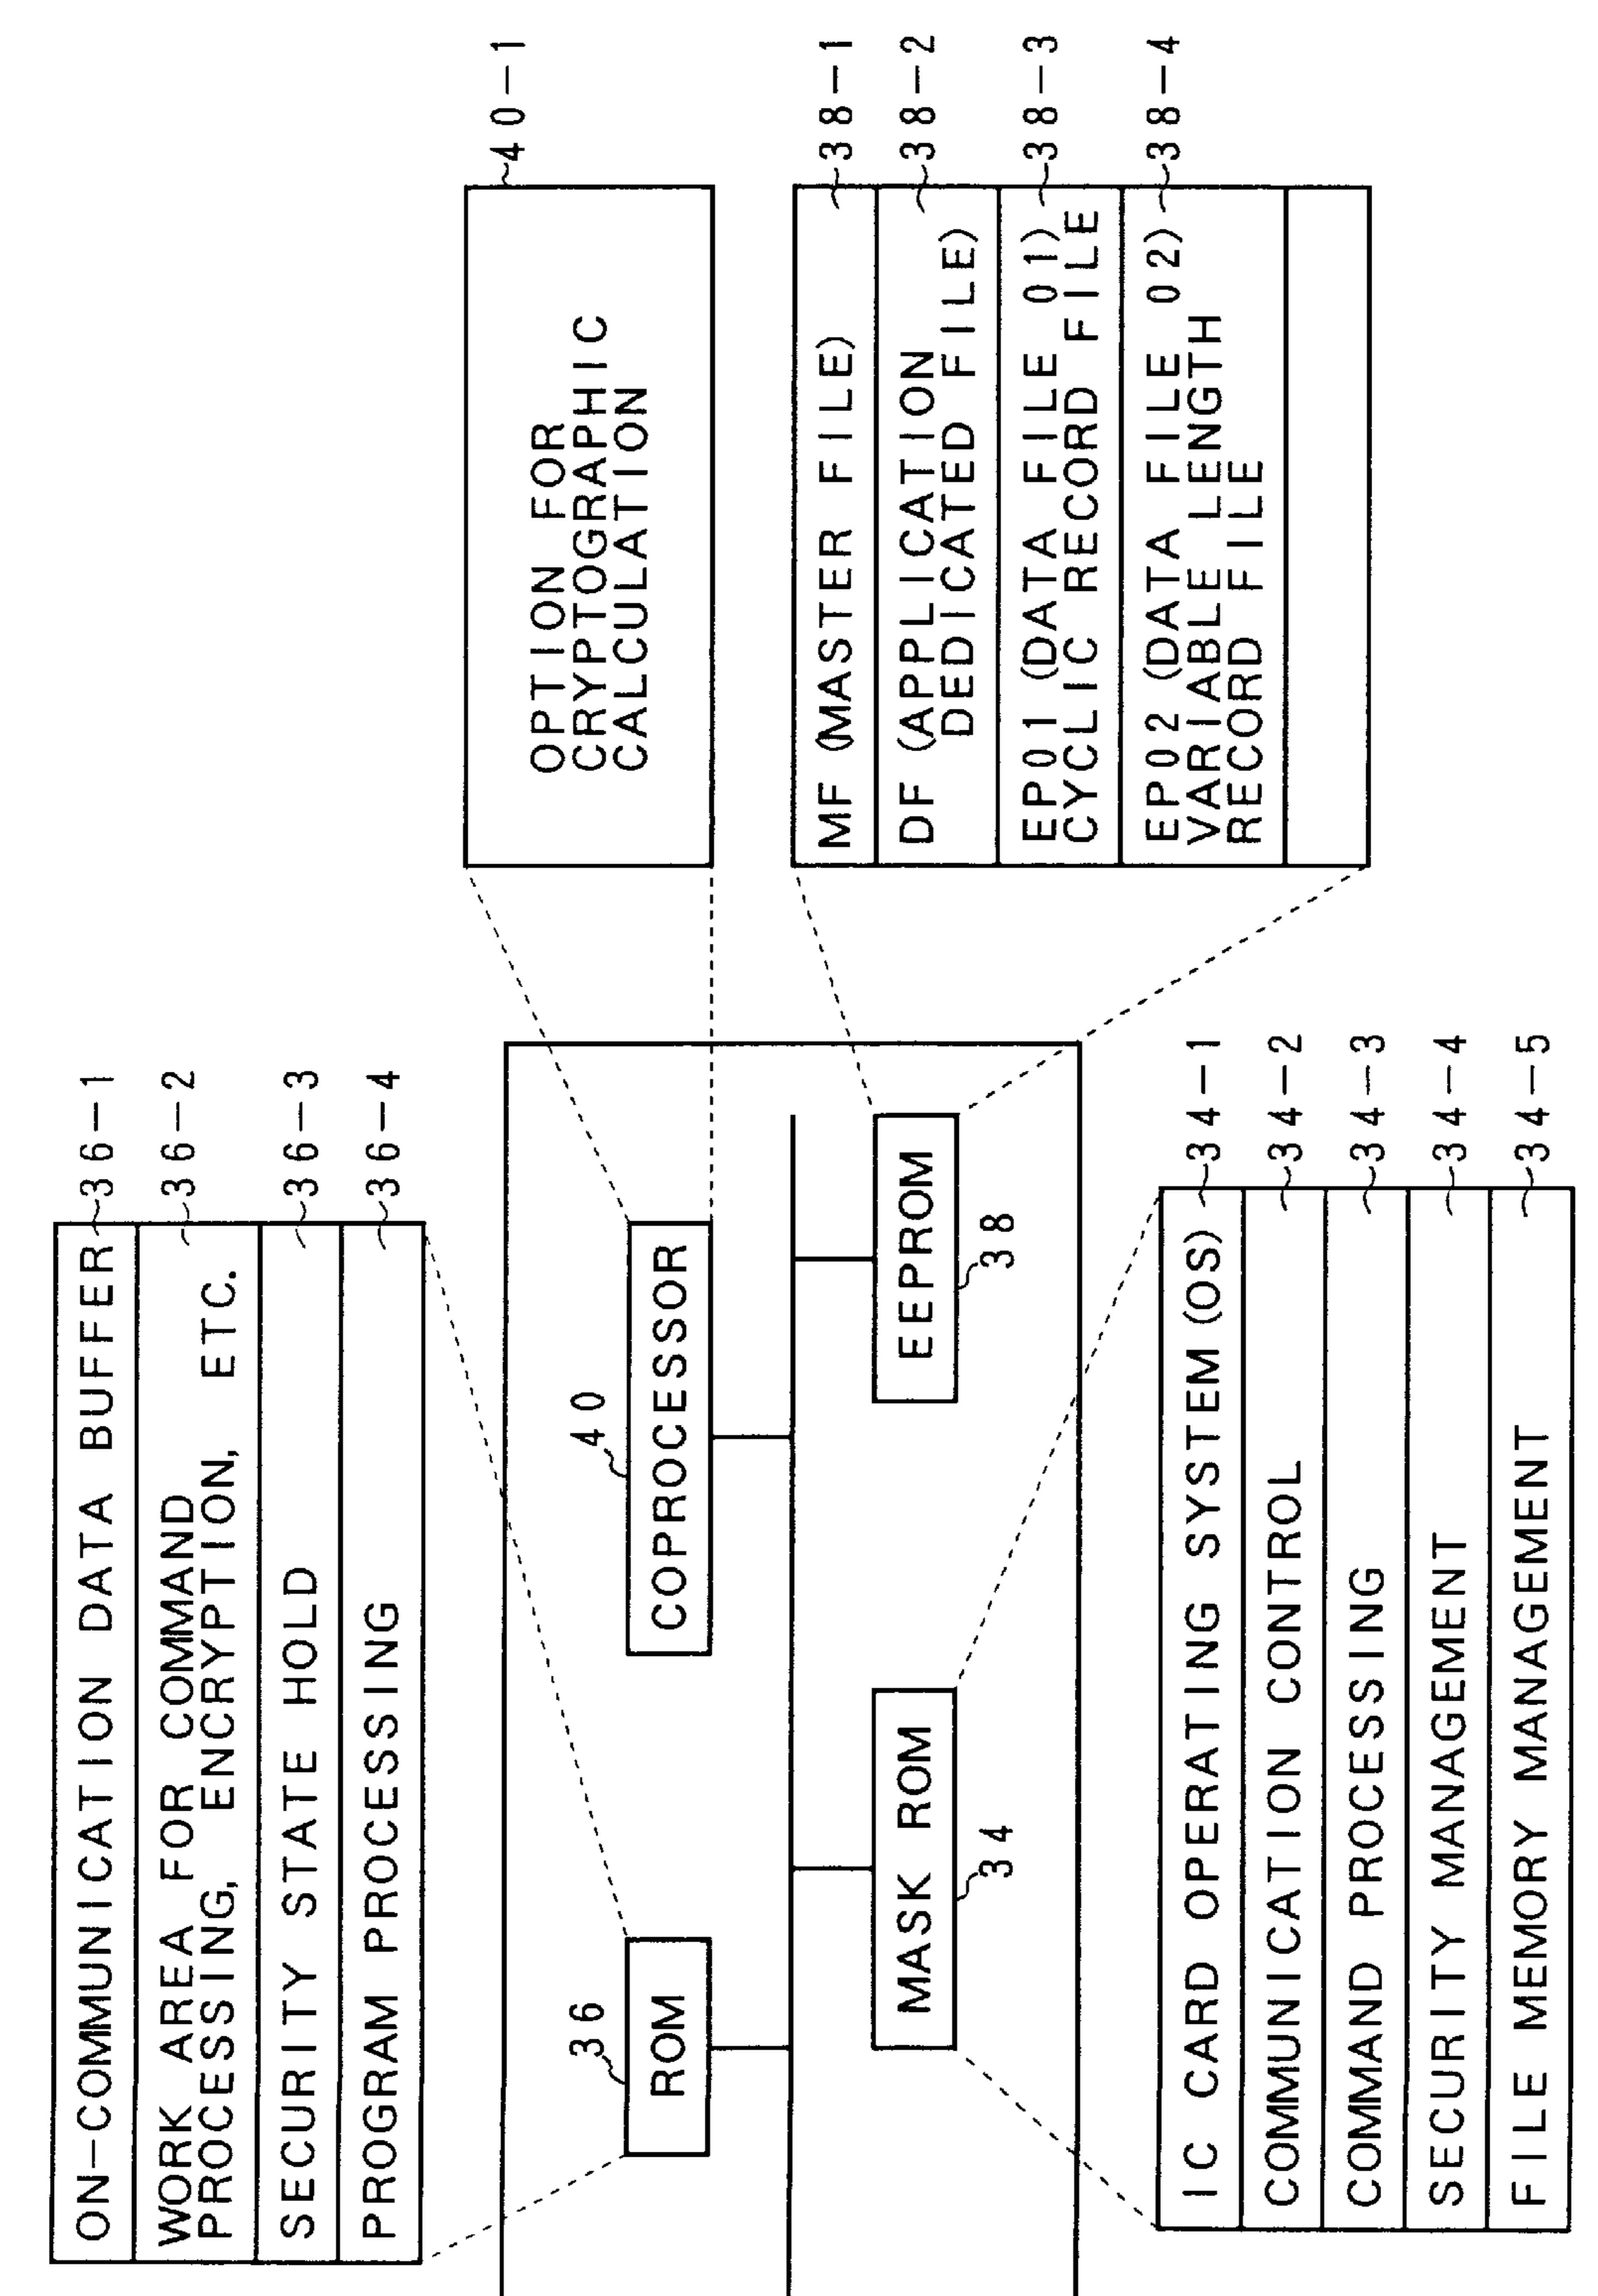 ON-COMMUNICATION DATA BUFFER
36-1
WORK AREA FOR COMMAND
PROCESSING, ENCRYPTION, ETC.
36-2
SECURITY STATE HOLD
36-3
PROGRAM PROCESSING
36-4
OPTION FOR
CRYPTOGRAPHIC
CALCULATION
40-1
36
ROM
40
COPROCESSOR
MASK ROM
34
EEPROM
38
MF (MASTER FILE)
38-1
DF (APPLICATION
DEDICATED FILE)
38-2
EP01 (DATA FILE 01)
CYCLIC RECORD FILE
38-3
EP02 (DATA FILE 02)
VARIABLE LENGTH
RECORD FILE
38-4
IC CARD OPERATING SYSTEM (OS)
34-1
COMMUNICATION CONTROL
34-2
COMMAND PROCESSING
34-3
SECURITY MANAGEMENT
34-4
FILE MEMORY MANAGEMENT
34-5